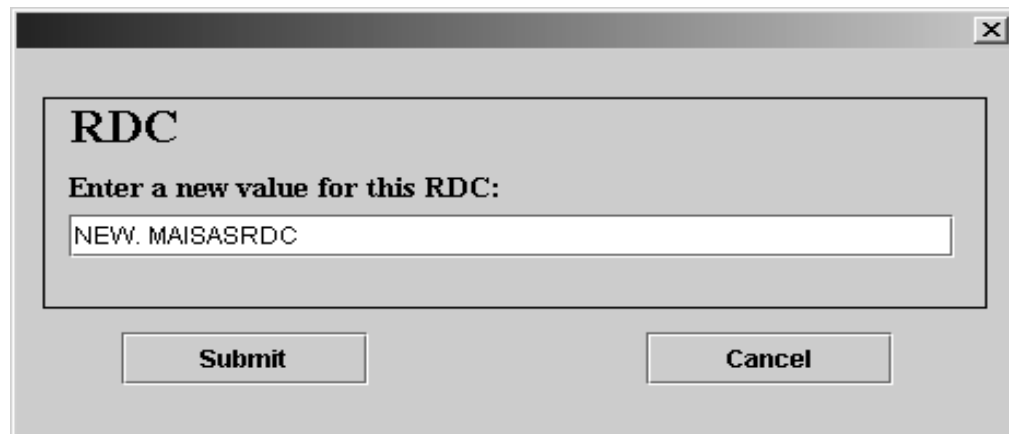 RDC
Enter a new value for this RDC:
NEW. MAISASRDC
Submit Cancel